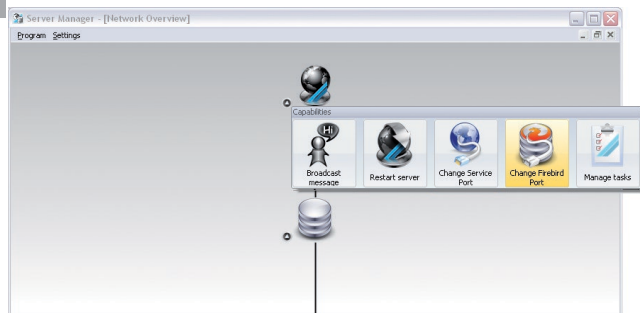 Server Manager - [Network Overview]
Program Settings
Capabilities
Hi
Broadcast
message
Restart server
Change Service
Port
Change Firebird
Port
Manage tasks